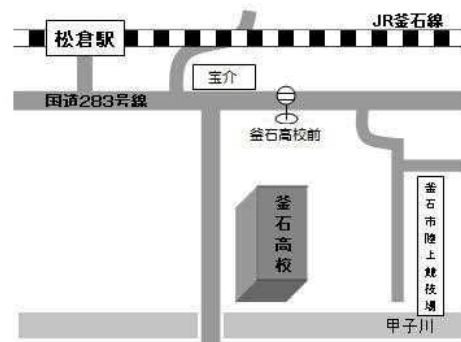 JR釜石線
松倉駅
宝介
国道283号線
釜石高校前
釜石高校
釜石市陸上競技場
甲子川